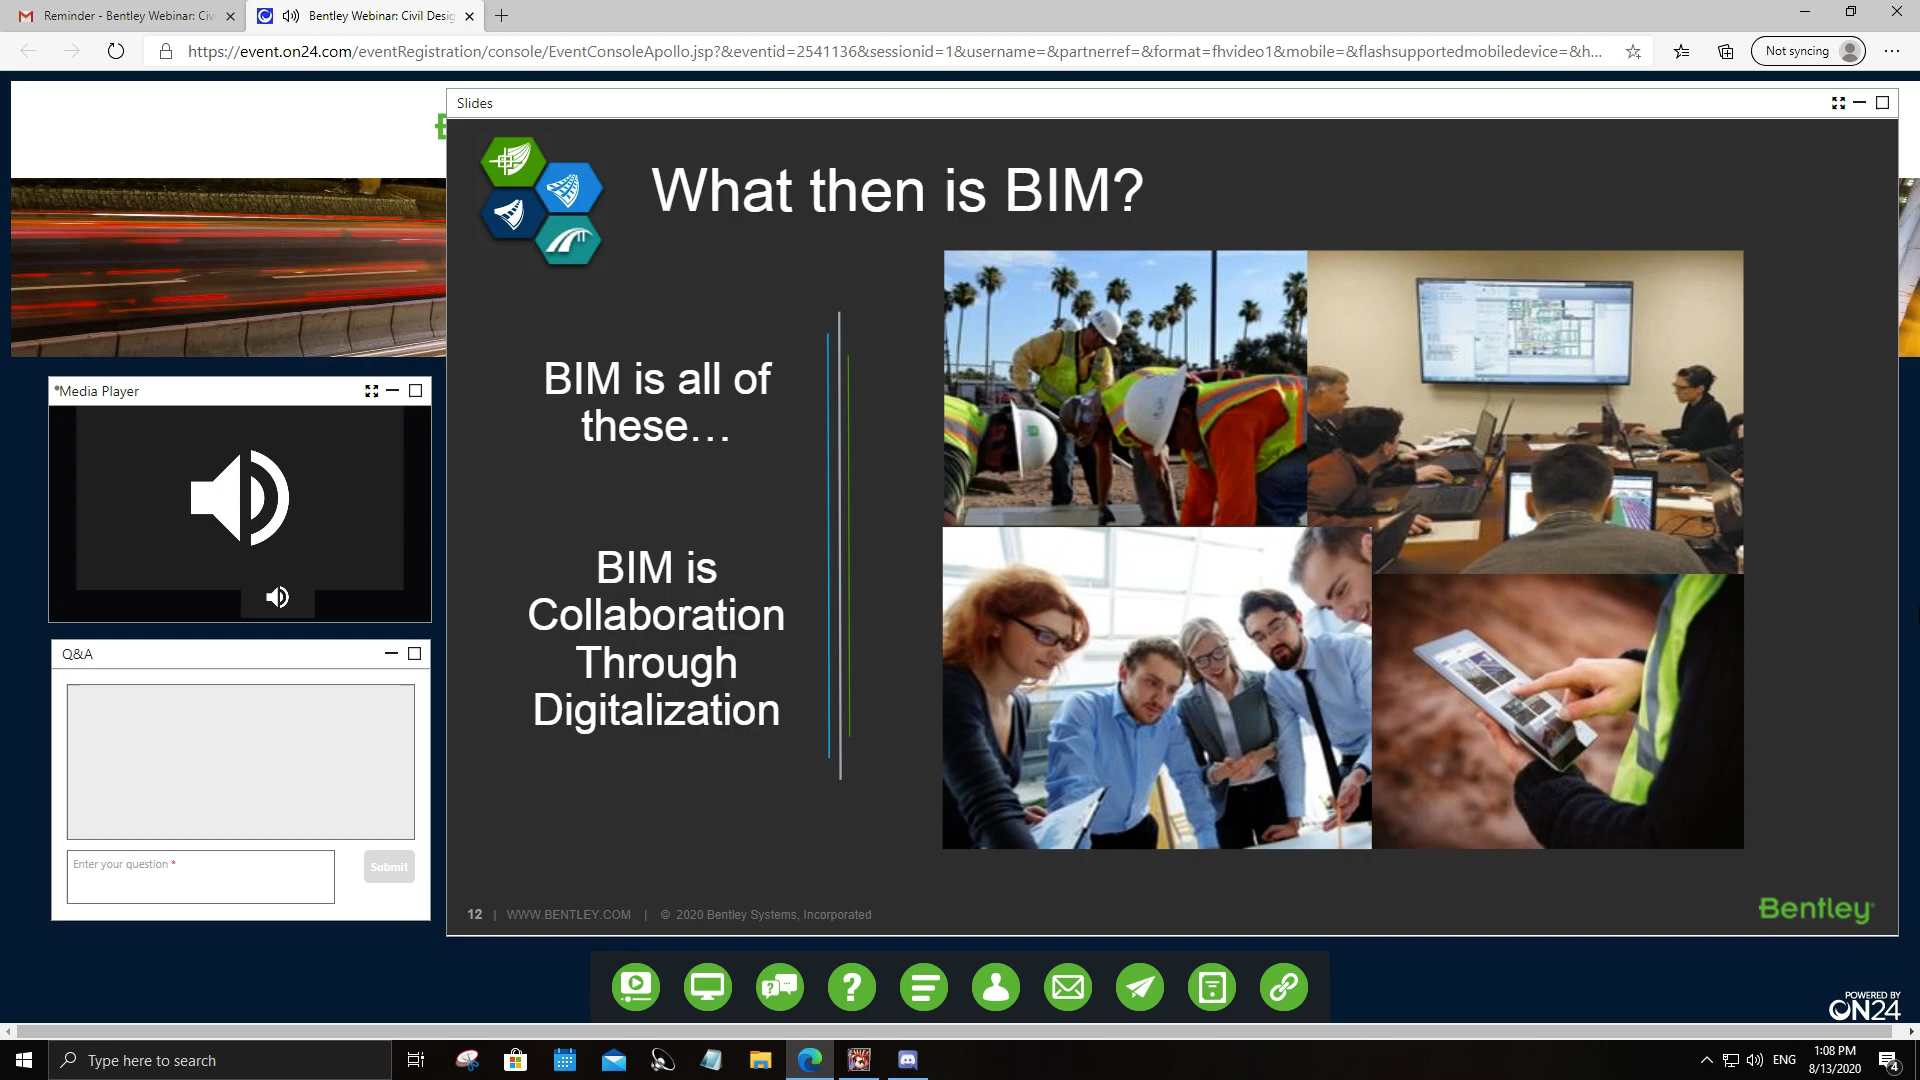 Reminder - Bentley Webinar: Civ
Bentley Webinar: Civil Desig
https://event.on24.com/eventRegistration/console/EventConsoleApollo.jsp?&eventid=2541136&sessionid=1&username=&partnerref=&format=fhvideo1&mobile=&flashsupportedmobiledevice=&h...
Not syncing
Slides
What then is BIM?
BIM is all of
these...
BIM is
Collaboration
Through
Digitalization
12 | WWW.BENTLEY.COM | © 2020 Bentley Systems, Incorporated
Bentley
*Media Player
Q&A
Enter your question *
Submit
POWERED BY
ON24
Type here to search
ENG
1:08 PM
8/13/2020
4